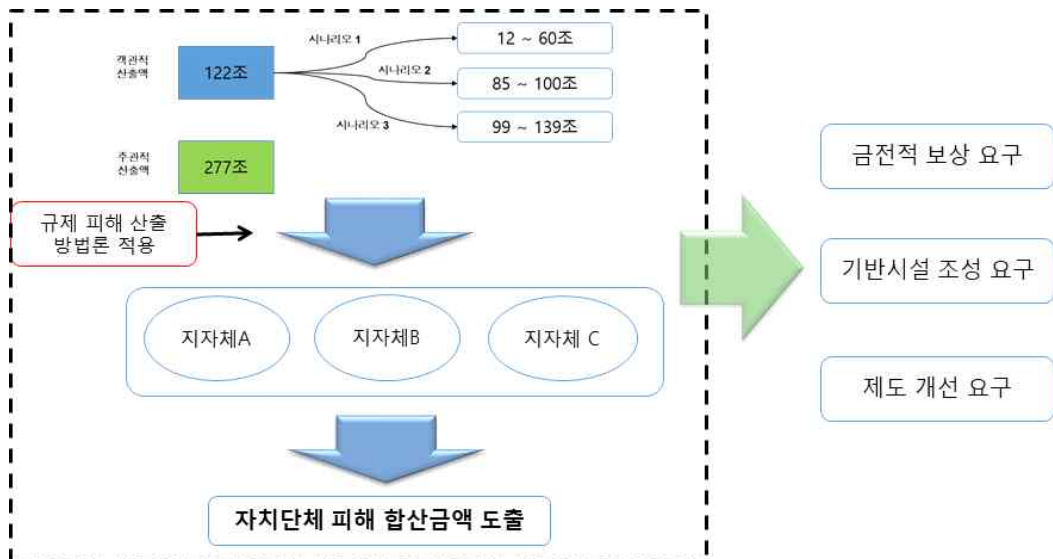 시나리오 1
12 ~ 60조
객관적
산출액
122조
시나리오 2
85 ~ 100조
시나리오 3
99 ~ 139조
주관적
산출액
277조
규제 피해 산출
방법론 적용
지자체A
지자체B
지자체 C
자치단체 피해 합산금액 도출
금전적 보상 요구
기반시설 조성 요구
제도 개선 요구